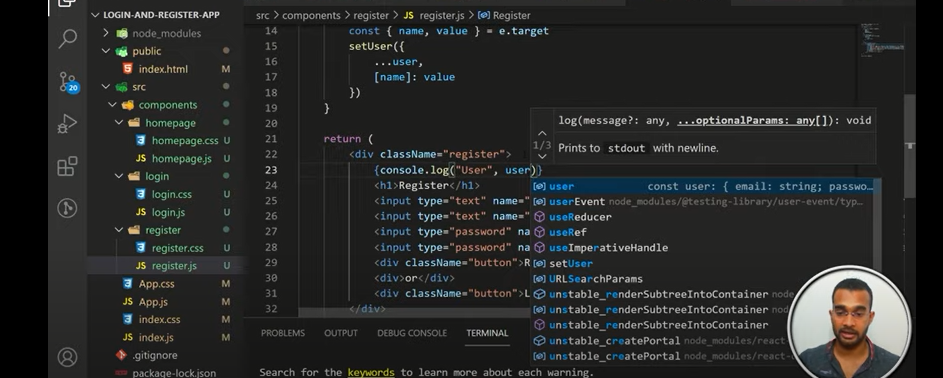 LOGIN-AND-REGISTER-APP
node_modules
public
index.html M
src
components
homepage
homepage.css U
homepage.js U
login
login.css U
login.js U
register
register.css U
register.js U
App.css M
App.js M
index.css M
index.js M
.gitignore
package-lock.json
20
src > components > register > JS register.js > Register
14 const { name, value } = e.target
15 setUser({
16 ...user,
17 [name]: value
18 })
19 }
20
21 return (
22 <div className="register">
23 {console.log("User", user)}
24 <h1>Register</h1>
25 <input type="text" name=
26 <input type="text" name=
27 <input type="password" na
28 <input type="password" na
29 <div className="button">R
30 <div>or</div>
31 <div className="button">L
32 </div>
log(message?: any, ...optionalParams: any[]): void
1/3
Prints to stdout with newline.
user const user: { email: string; passwo...
userEvent node_modules/@testing-library/user-event/typ...
useReducer
useRef
useImperativeHandle
setUser
URLSearchParams
unstable_renderSubtreeIntoContainer node_modules
unstable_renderSubtreeIntoContainer
unstable_renderSubtreeIntoContainer
unstable_createPortal node_modules/react-
unstable_createPortal node_modules/react-
PROBLEMS OUTPUT DEBUG CONSOLE TERMINAL
Search for the keywords to learn more about each warning.